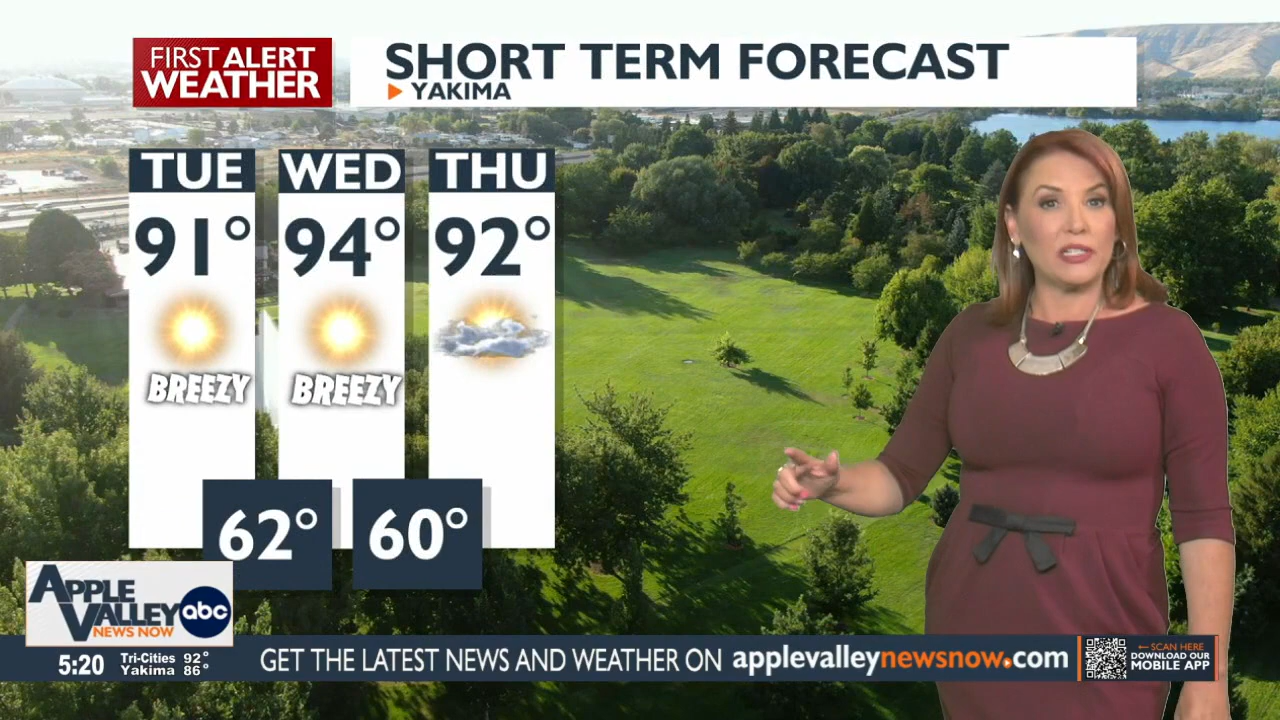 FIRST ALERT
WEATHER
SHORT TERM FORECAST
YAKIMA
TUE
91°
BREEZY
WED
94°
BREEZY
THU
92°
62°
60°
APPLE
VALLEY
NEWS NOW
abc
5:20
Tri-Cities 92°
Yakima 86°
GET THE LATEST NEWS AND WEATHER ON applevalleynewsnow.com
SCAN HERE
DOWNLOAD OUR
MOBILE APP